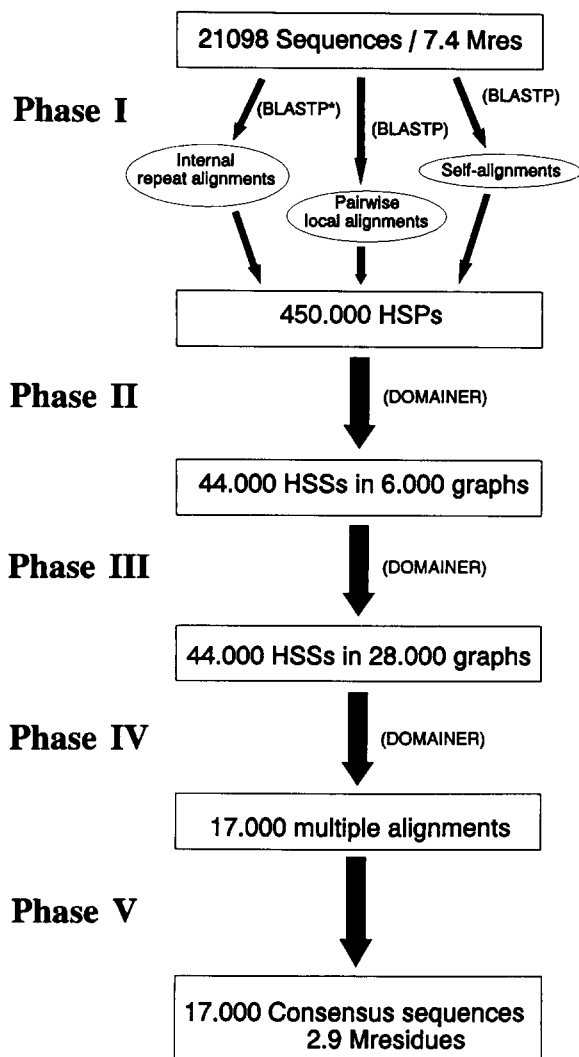 21098 Sequences / 7.4 Mres
Phase I
(BLASTP*)
(BLASTP)
(BLASTP)
Internal
repeat alignments
Pairwise
local alignments
Self-alignments
450.000 HSPs
Phase II
(DOMAINER)
44.000 HSSs in 6.000 graphs
Phase III
(DOMAINER)
44.000 HSSs in 28.000 graphs
Phase IV
(DOMAINER)
17.000 multiple alignments
Phase V
17.000 Consensus sequences
2.9 Mresidues